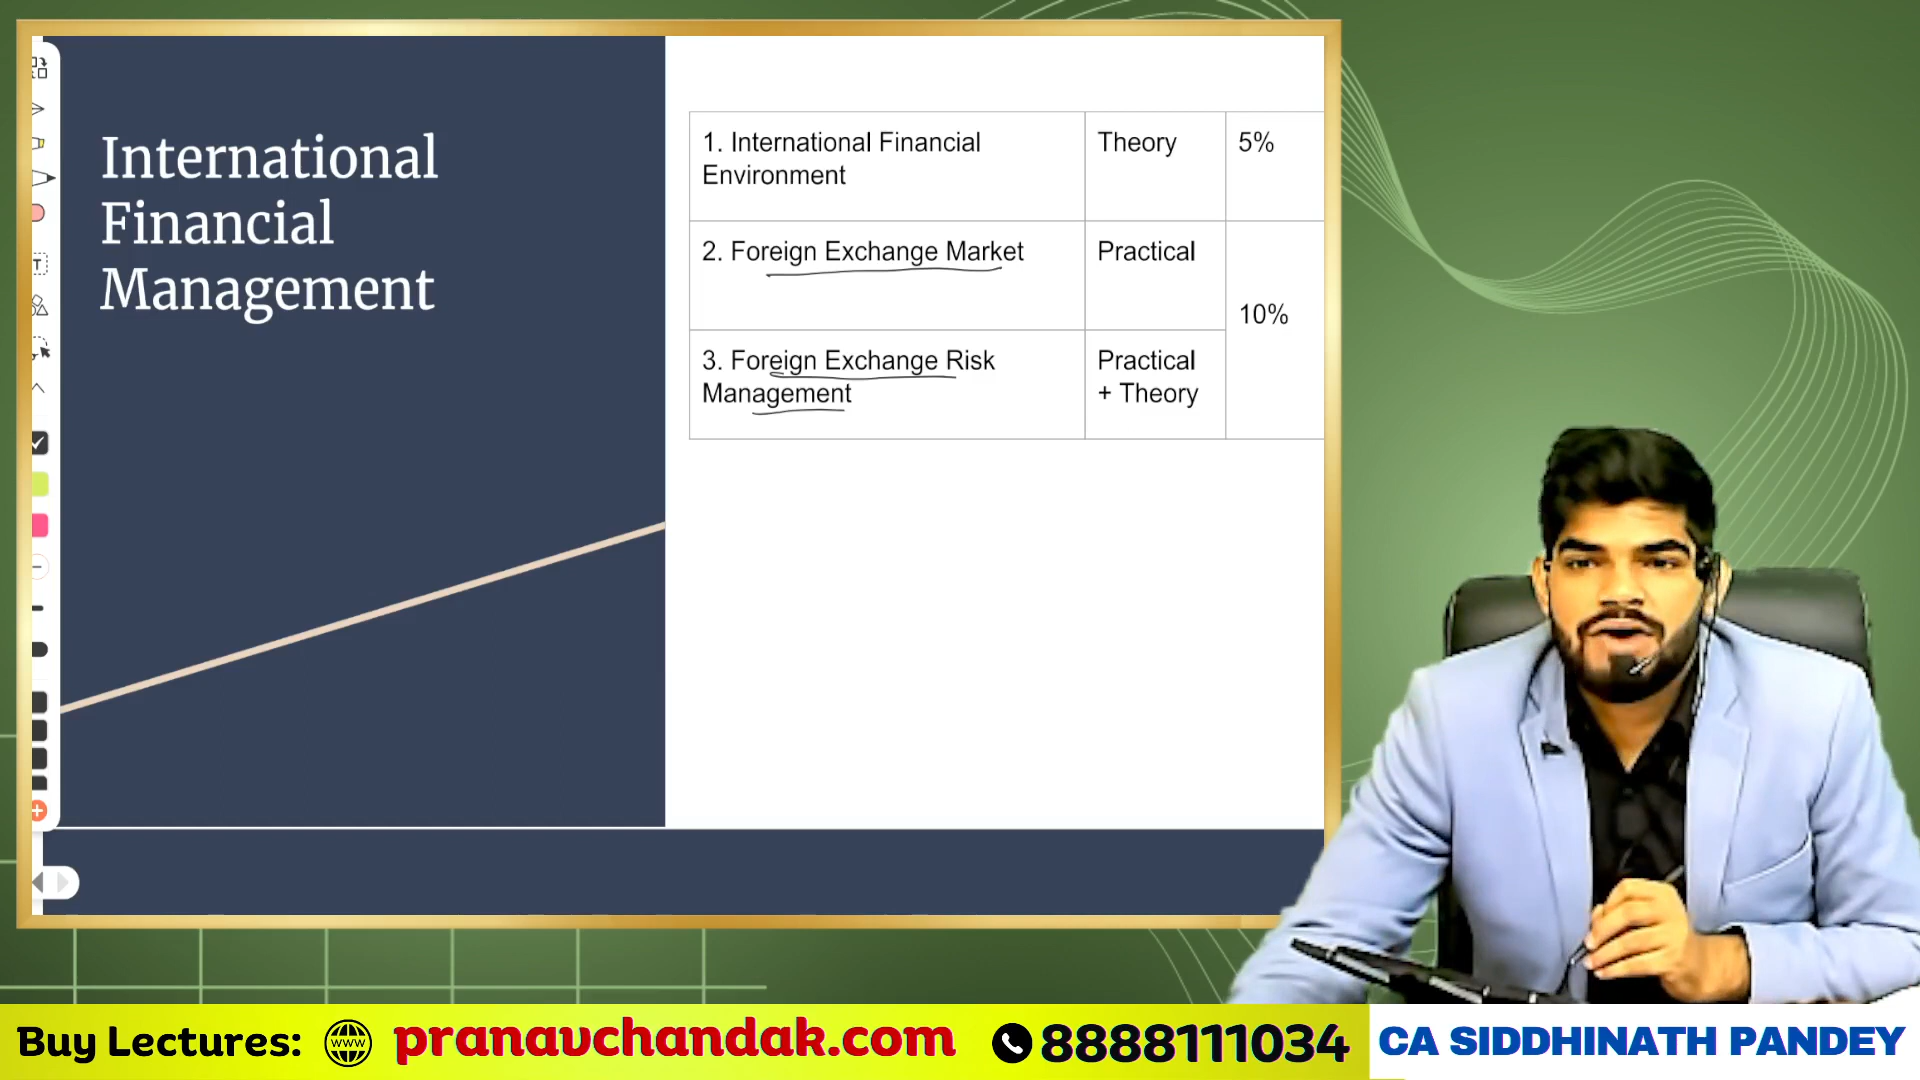 International
Financial
Management
1. International Financial
Environment
Theory
5%
2. Foreign Exchange Market
Practical
10%
3. Foreign Exchange Risk
Management
Practical
+ Theory
T
Buy Lectures:
www
pranavchandak.com
8888111034
CA SIDDHINATH PANDEY